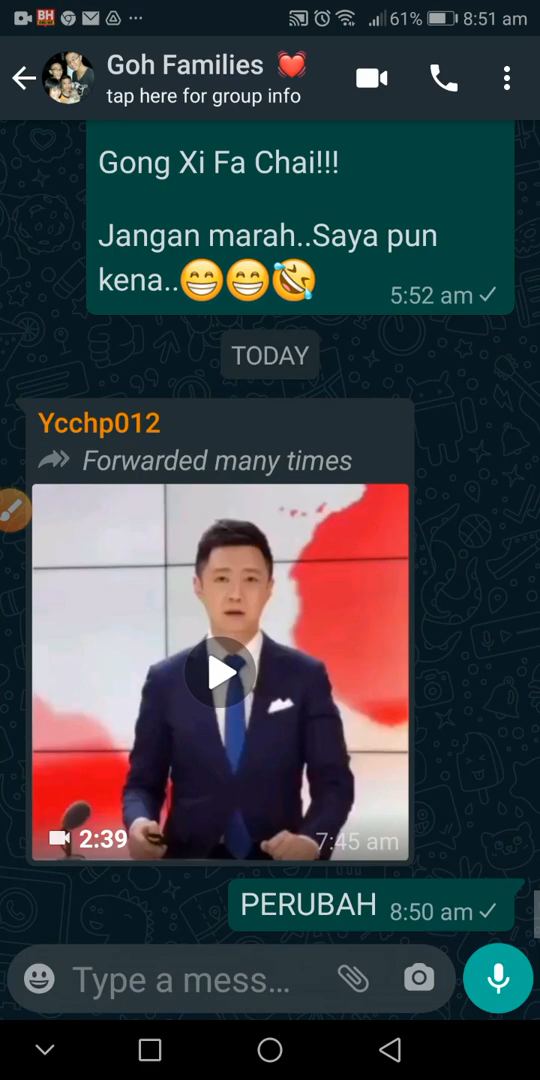 BH
61% 8:51 am
Goh Families
tap here for group info
Gong Xi Fa Chai!!!
Jangan marah..Saya pun
kena..
5:52 am
TODAY
Ycchp012
Forwarded many times
2:39
7:45 am
PERUBAH 8:50 am
Type a mess...